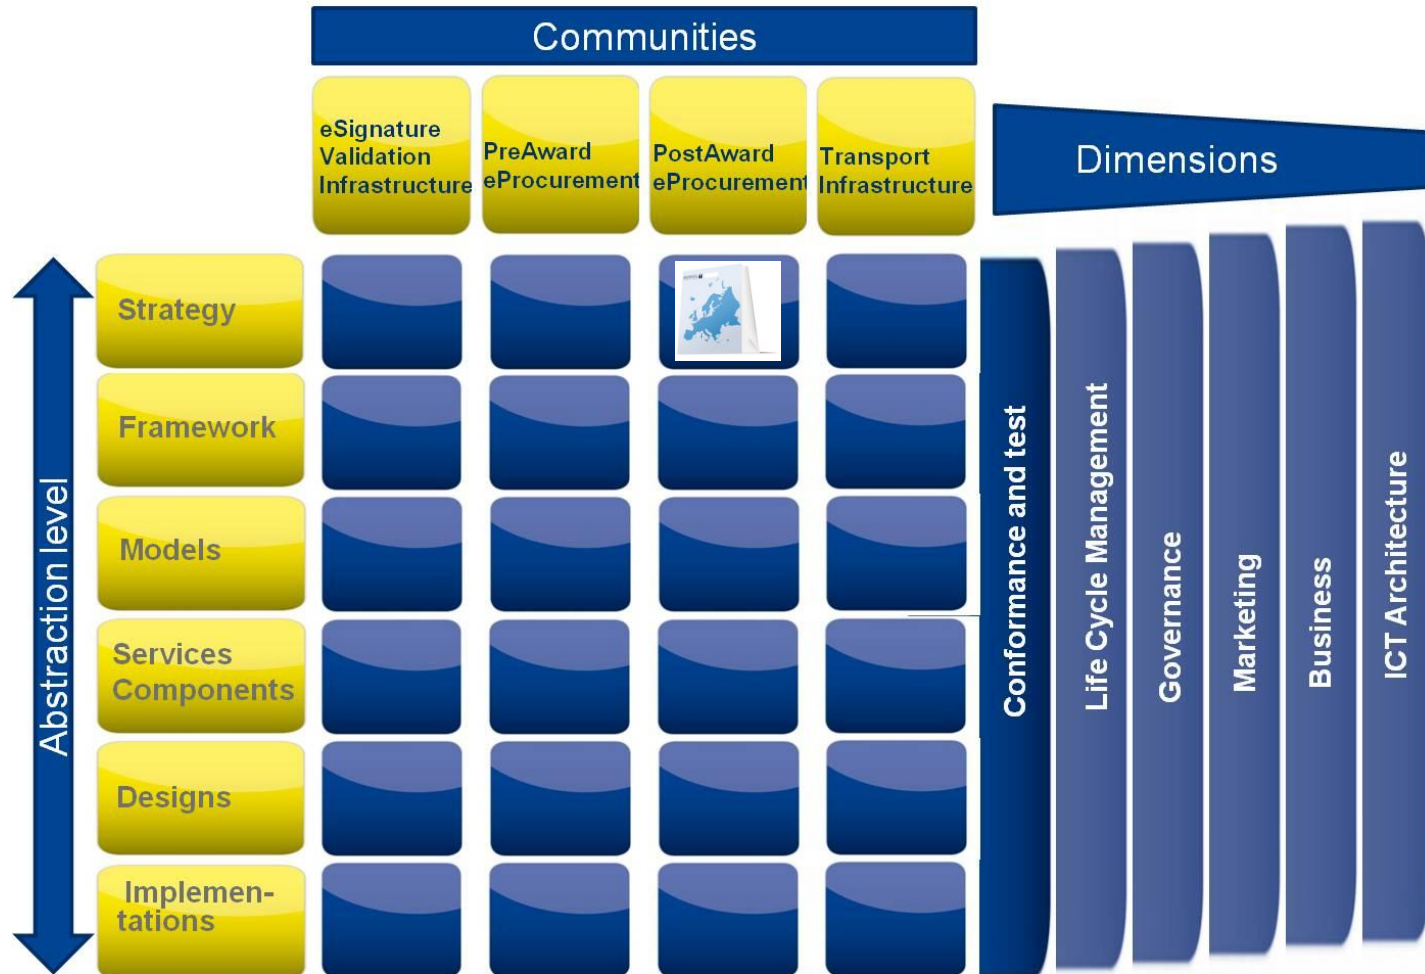 Communities
eSignature
Validation
Infrastructure
PreAward
eProcurement
PostAward
eProcurement
Transport
Infrastructure
Dimensions
Abstraction level
Strategy
Framework
Models
Services
Components
Designs
Implemen-
tations
Conformance and test
Life Cycle Management
Governance
Marketing
Business
ICT Architecture